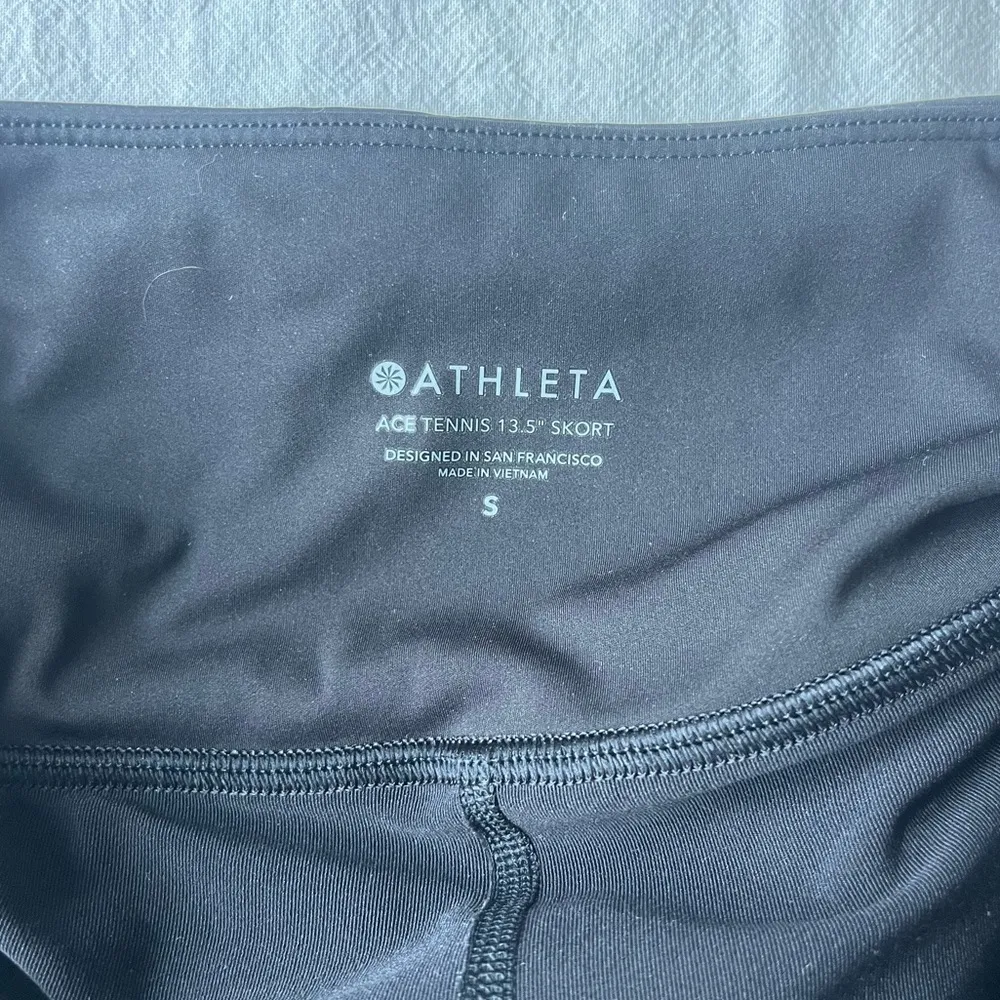 ATHLETA
ACE TENNIS 13.5" SKORT
DESIGNED IN SAN FRANCISCO
MADE IN VIETNAM
S